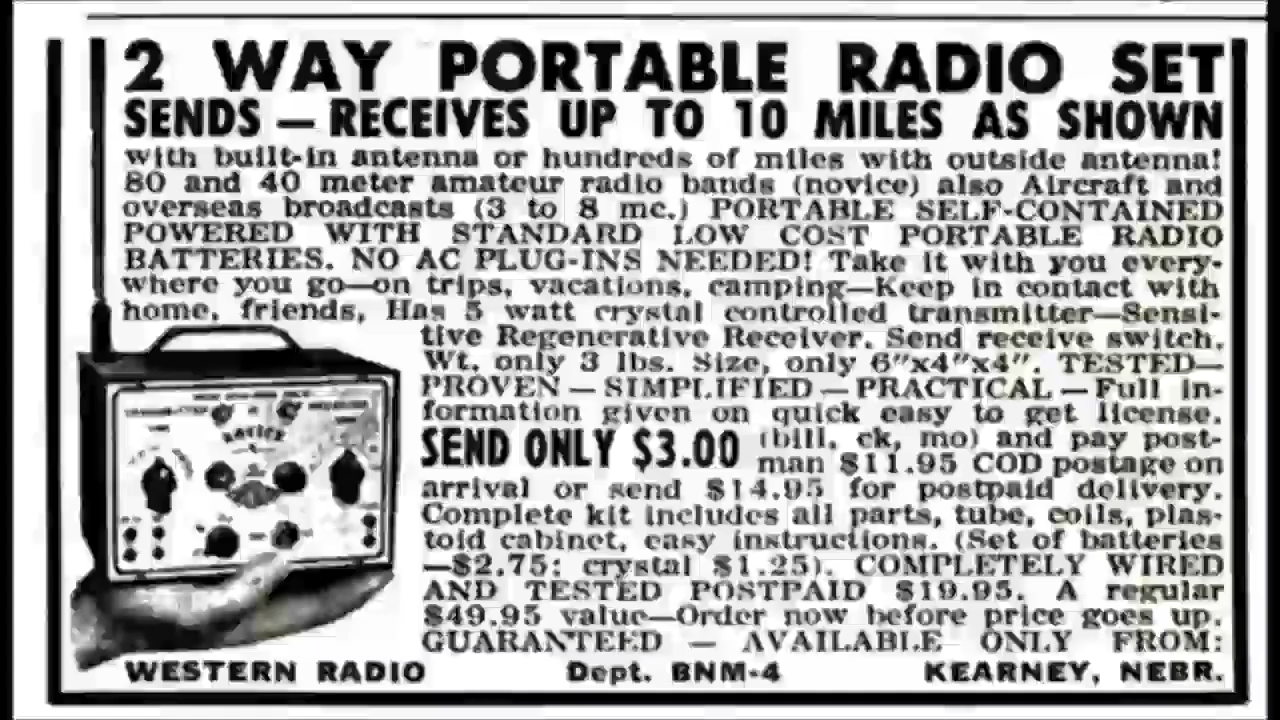 2 WAY PORTABLE RADIO SET
SENDS — RECEIVES UP TO 10 MILES AS SHOWN
with built-in antenna or hundreds of miles with outside antenna!
80 and 40 meter amateur radio bands (novice) also Aircraft and
overseas broadcasts (3 to 8 mc.) PORTABLE SELF-CONTAINED
POWERED WITH STANDARD LOW COST PORTABLE RADIO
BATTERIES. NO AC PLUG-INS NEEDED! Take it with you every-
where you go—on trips, vacations, camping—Keep in contact with
home, friends, Has 5 watt crystal controlled transmitter—Sensi-
tive Regenerative Receiver. Send receive switch.
Wt. only 3 lbs. Size, only 6"x4"x4". TESTED—
PROVEN — SIMPLIFIED — PRACTICAL — Full in-
formation given on quick easy to get license.
SEND ONLY $3.00 (bill, ck, mo) and pay post-
man $11.95 COD postage on
arrival or send $14.95 for postpaid delivery.
Complete kit includes all parts, tube, coils, plas-
toid cabinet, easy instructions. (Set of batteries
—$2.75; crystal $1.25). COMPLETELY WIRED
AND TESTED POSTPAID $19.95. A regular
$49.95 value—Order now before price goes up.
GUARANTEED — AVAILABLE ONLY FROM:
WESTERN RADIO Dept. BNM-4 KEARNEY, NEBR.
NOVICE